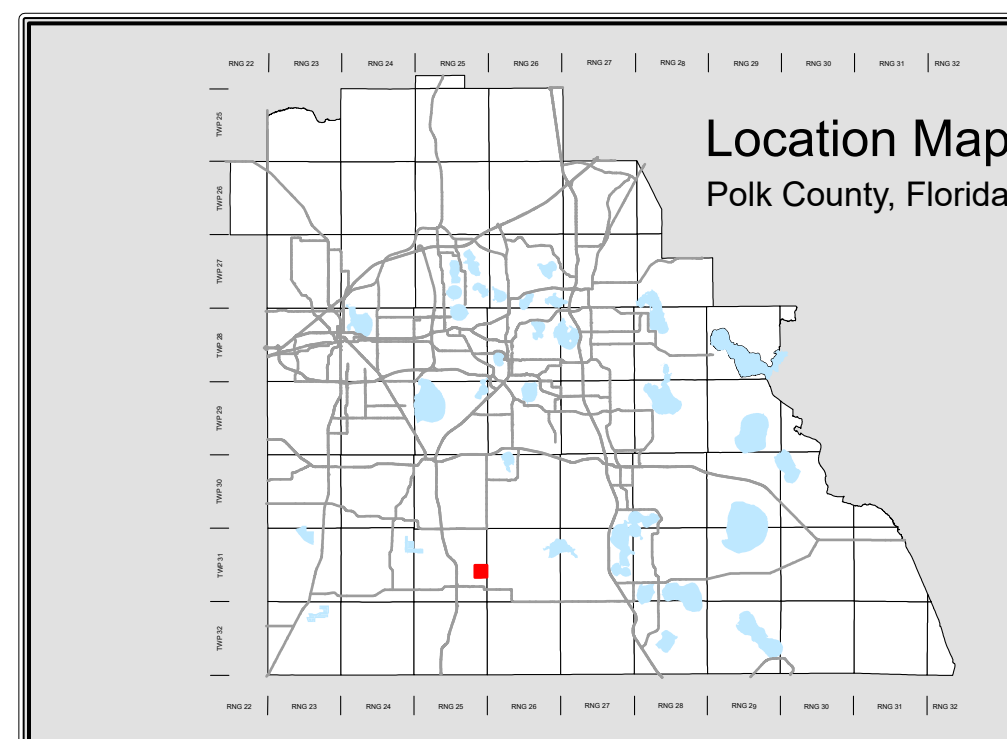 RNG 22 RNG 23 RNG 24 RNG 25 RNG 26 RNG 27 RNG 28 RNG 29 RNG 30 RNG 31 RNG 32
Location Map
Polk County, Florida
TWP 25
TWP 26
TWP 27
TWP 28
TWP 29
TWP 30
TWP 31
TWP 32
RNG 22 RNG 23 RNG 24 RNG 25 RNG 26 RNG 27 RNG 28 RNG 29 RNG 30 RNG 31 RNG 32